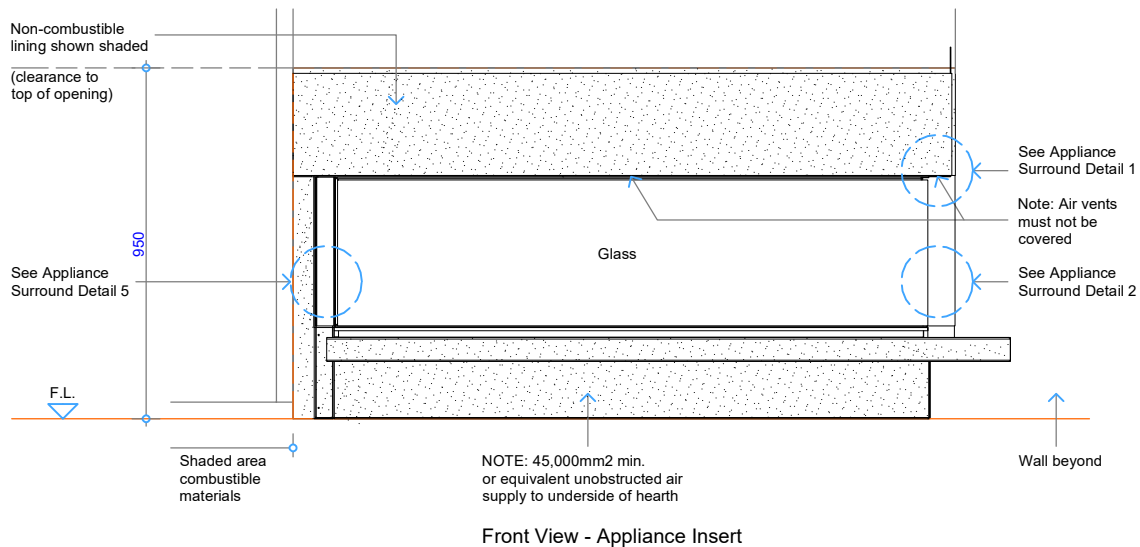 Non-combustible
lining shown shaded
(clearance to
top of opening)
See Appliance
Surround Detail 1
Note: Air vents
must not be
covered
950
Glass
See Appliance
Surround Detail 5
See Appliance
Surround Detail 2
F.L.
Shaded area
combustible
materials
NOTE: 45,000mm2 min.
or equivalent unobstructed air
supply to underside of hearth
Wall beyond
Front View - Appliance Insert